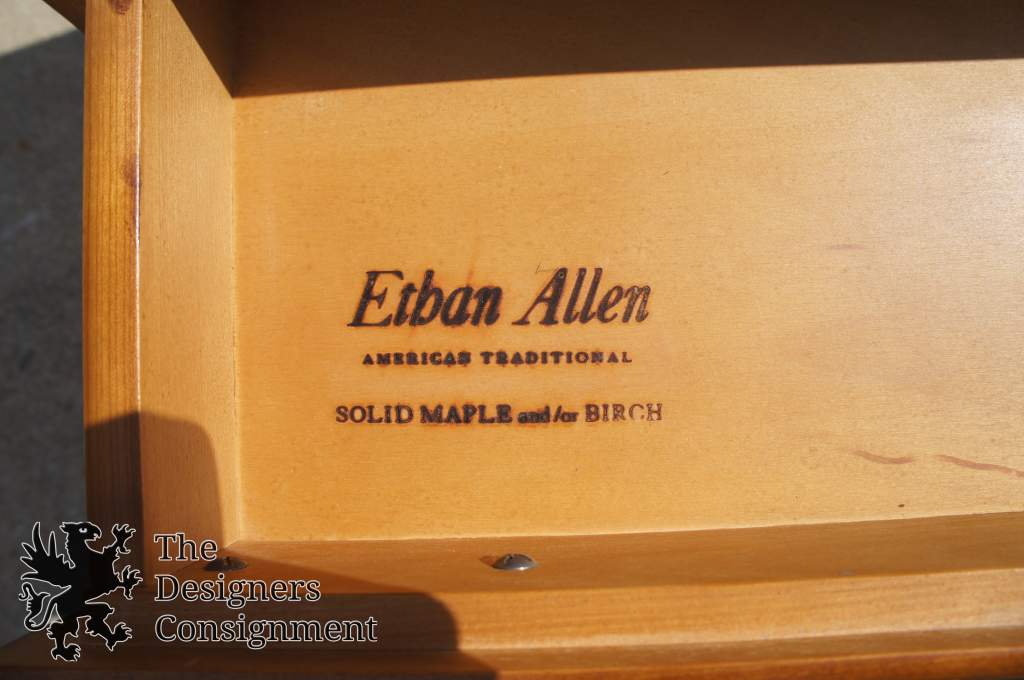 Ethan Allen
AMERICAN TRADITIONAL
SOLID MAPLE and/or BIRCH
The
Designers
Consignment